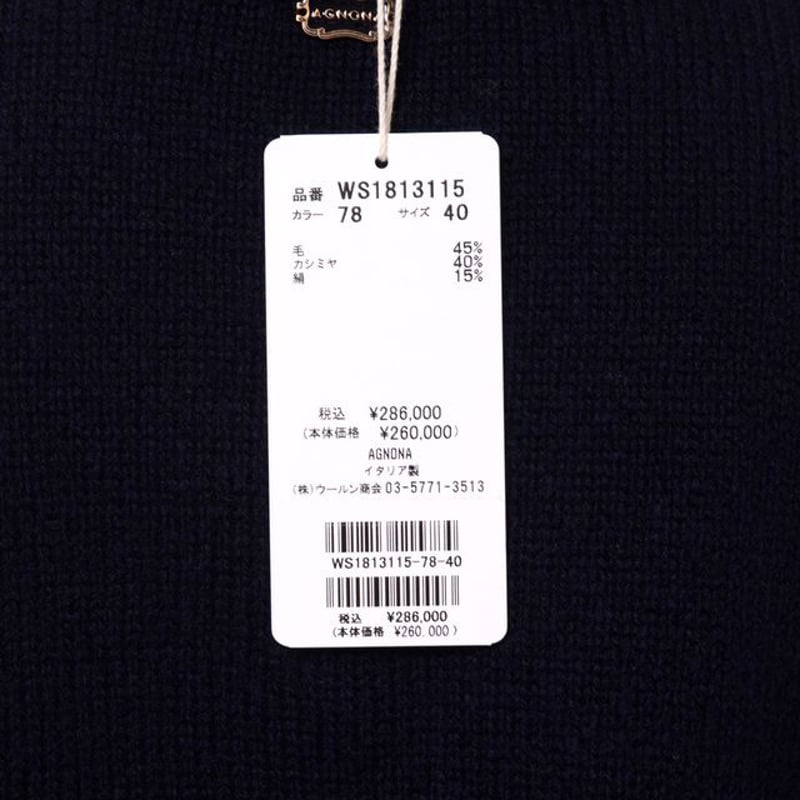 AGNONA
品番 WS1813115
カラー 78 サイズ 40
毛 45%
カシミヤ 40%
絹 15%
税込 ¥286,000
(本体価格 ¥260,000)
AGNONA
イタリア製
(株)ウールン商会 03-5771-3513
WS1813115-78-40
税込 ¥286,000
(本体価格 ¥260,000)